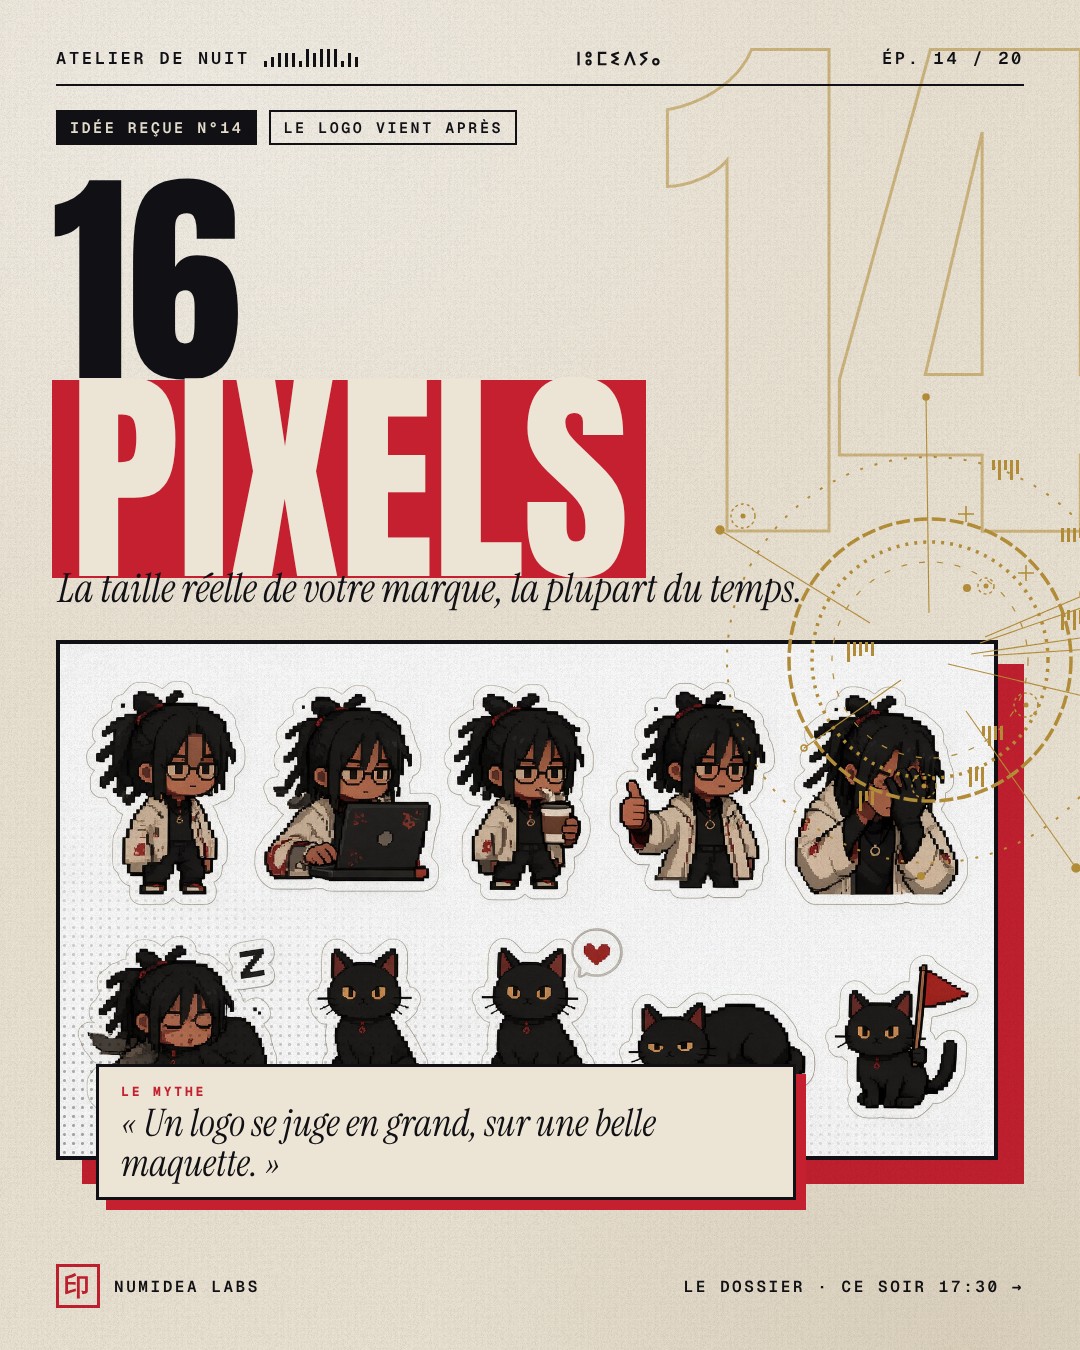 ATELIER DE NUIT
ÉP. 14 / 20
IDÉE REÇUE N°14
LE LOGO VIENT APRÈS
14
16
PIXELS
La taille réelle de votre marque, la plupart du temps.
Z
LE MYTHE
« Un logo se juge en grand, sur une belle
maquette. »
印
NUMIDEA LABS
LE DOSSIER · CE SOIR 17:30 →